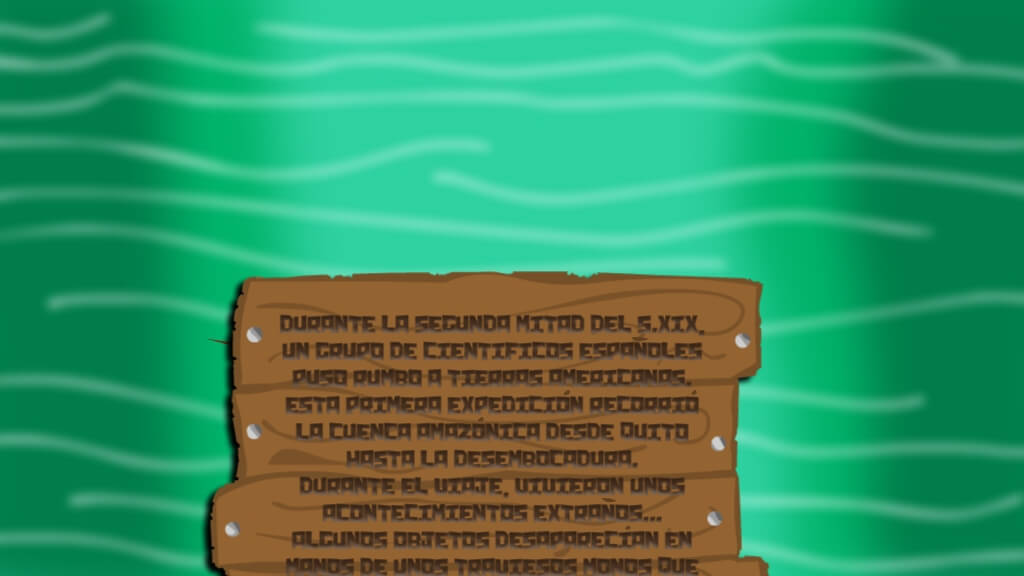 DURANTE LA SEGUNDA MITAD DEL S.XIX,
UN GRUPO DE CIENTIFICOS ESPAÑOLES
PUSO RUMBO A TIERRAS AMERICANAS.
ESTA PRIMERA EXPEDICIÓN RECORRIÓ
LA CUENCA AMAZÓNICA DESDE QUITO
HASTA LA DESEMBOCADURA.
DURANTE EL VIAJE, VIVIERON UNOS
ACONTECIMIENTOS EXTRAÑOS...
ALGUNOS OBJETOS DESAPARECÍAN EN
MANOS DE UNOS TRAVIESOS MONOS QUE